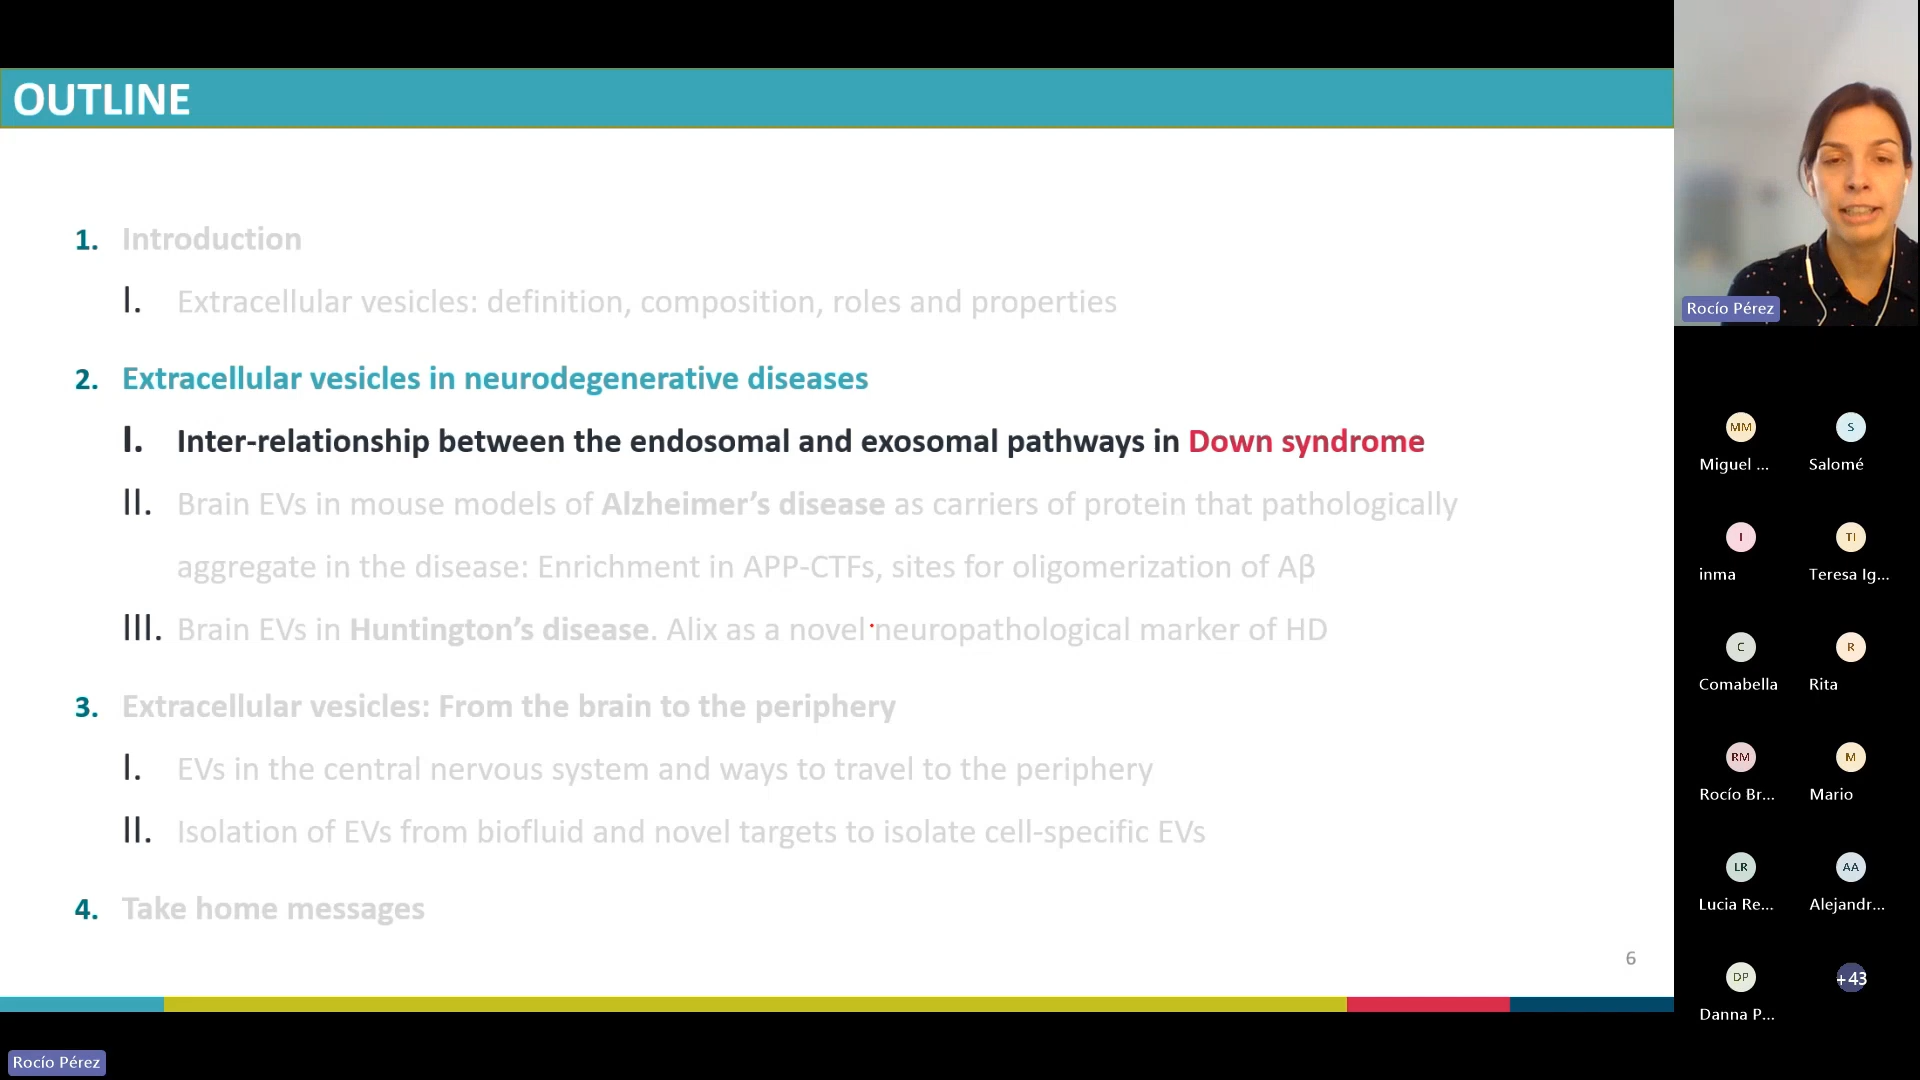 OUTLINE
1. Introduction
I. Extracellular vesicles: definition, composition, roles and properties
2. Extracellular vesicles in neurodegenerative diseases
I. Inter-relationship between the endosomal and exosomal pathways in Down syndrome
II. Brain EVs in mouse models of Alzheimer’s disease as carriers of protein that pathologically
aggregate in the disease: Enrichment in APP-CTFs, sites for oligomerization of Aβ
III. Brain EVs in Huntington’s disease. Alix as a novel neuropathological marker of HD
3. Extracellular vesicles: From the brain to the periphery
I. EVs in the central nervous system and ways to travel to the periphery
II. Isolation of EVs from biofluid and novel targets to isolate cell-specific EVs
4. Take home messages
6
Rocío Pérez
Rocío Pérez
MM
Miguel ...
S
Salomé
I
inma
TI
Teresa Ig...
C
Comabella
R
Rita
RM
Rocío Br...
M
Mario
LR
Lucia Re...
AA
Alejandr...
DP
Danna P...
+43